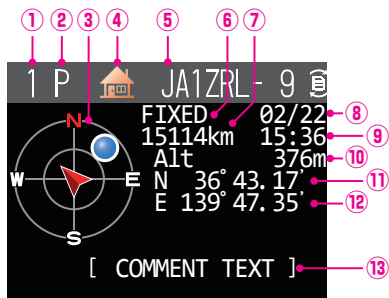 ① ② ③ ④ ⑤ ⑥ ⑦
1 P JA1ZRL- 9
FIXED 02/22 ⑧
15114km 15:36 ⑨
Alt 376m ⑩
N 36°43.17' ⑪
E 139°47.35' ⑫
N
W E
S
[ COMMENT TEXT ] ⑬